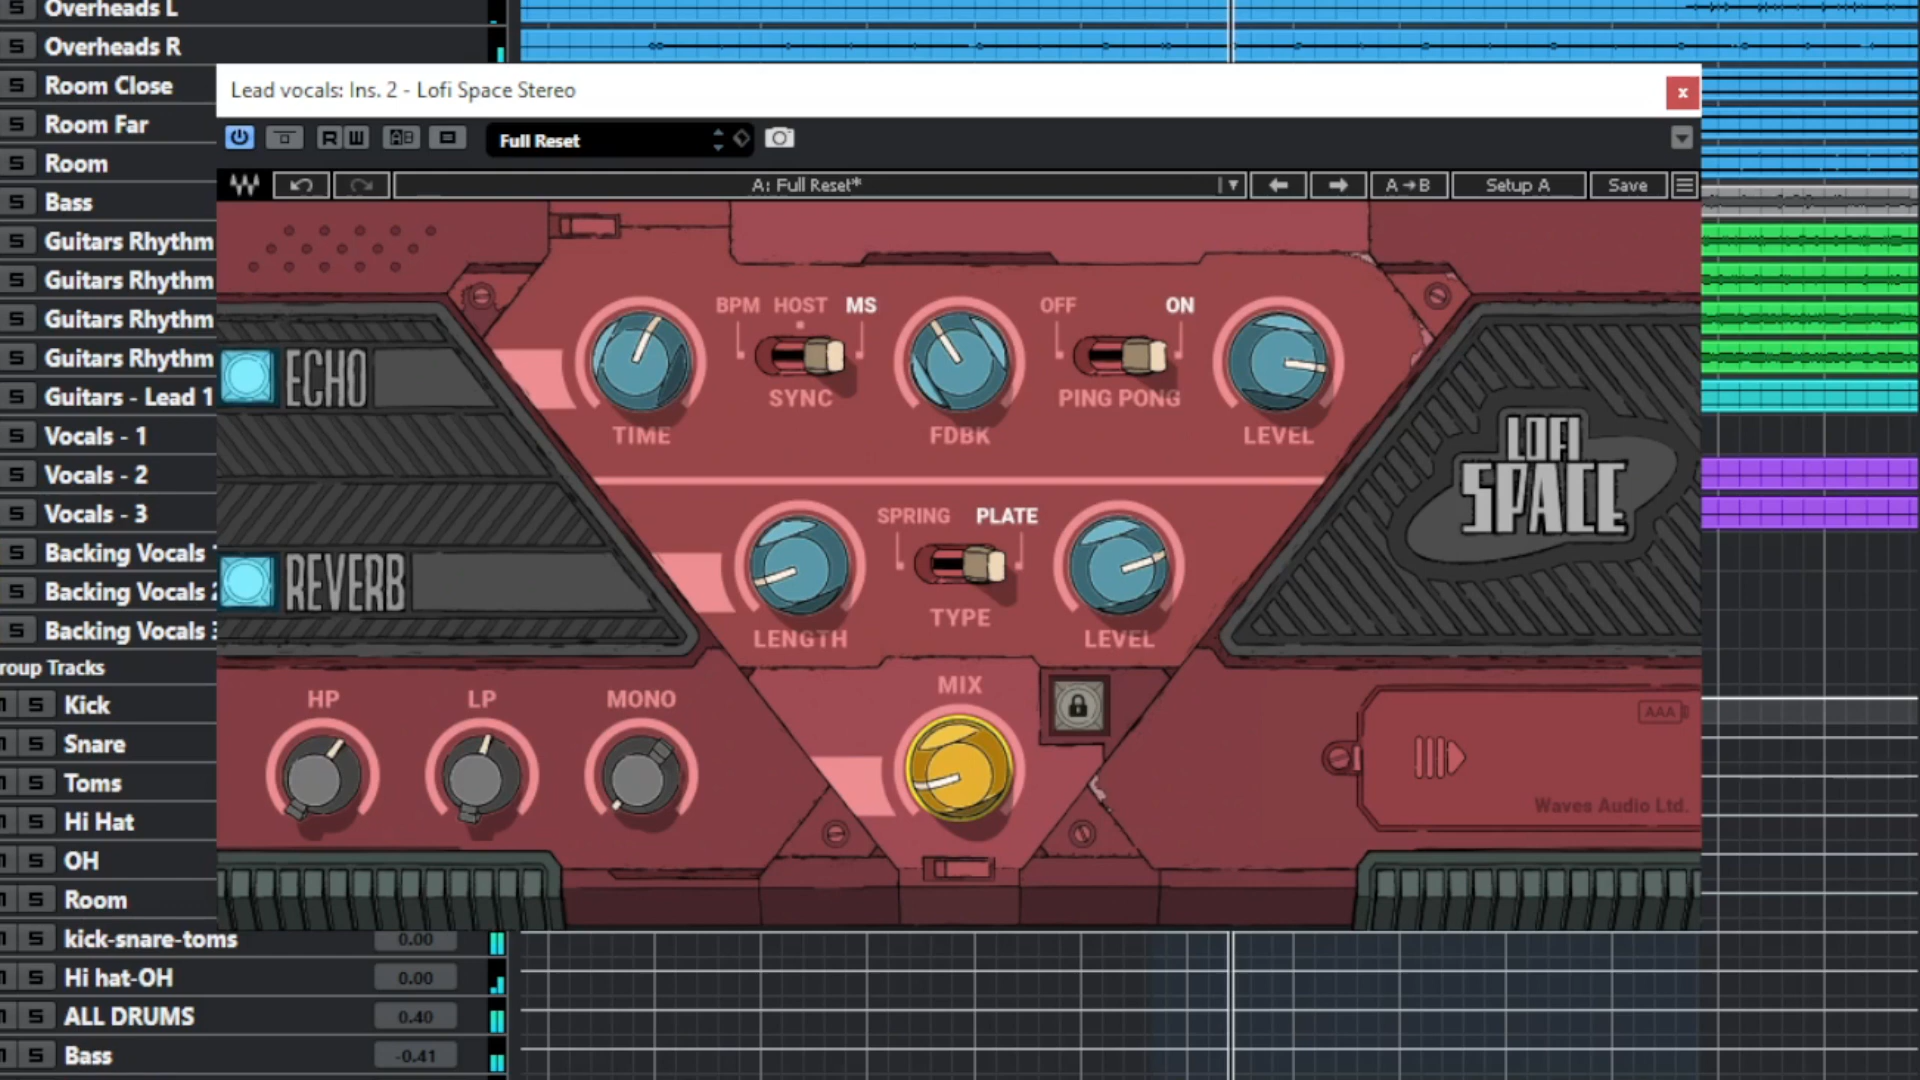 S Overheads L
S Overheads R
S Room Close
S Room Far
S Room
S Bass
S Guitars Rhythm
S Guitars Rhythm
S Guitars Rhythm
S Guitars Rhythm
S Guitars - Lead 1
S Vocals - 1
S Vocals - 2
S Vocals - 3
S Backing Vocals
S Backing Vocals 2
S Backing Vocals 3
roup Tracks
S Kick
S Snare
S Toms
S Hi Hat
S OH
S Room
S kick-snare-toms 0.00
S Hi hat-OH 0.00
S ALL DRUMS 0.40
S Bass -0.41
Lead vocals: Ins. 2 - Lofi Space Stereo x
R W AB Full Reset
A: Full Reset* A→B Setup A Save
BPM HOST MS OFF ON
SYNC PING PONG
TIME FDBK LEVEL
ECHO
LOFI
SPACE
SPRING PLATE
REVERB
TYPE
LENGTH LEVEL
HP LP MONO MIX
AAA
Waves Audio Ltd.